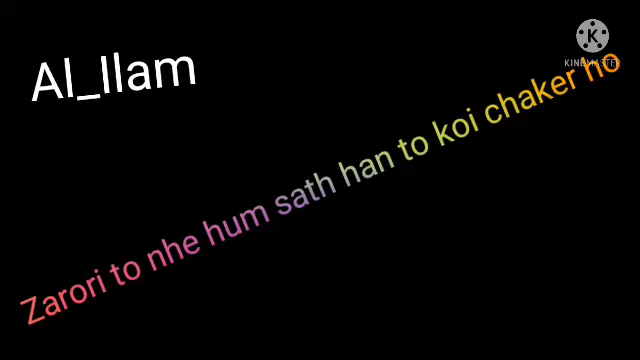 Al_Ilam
KINEMASTER
Zarori to nhe hum sath han to koi chaker ho